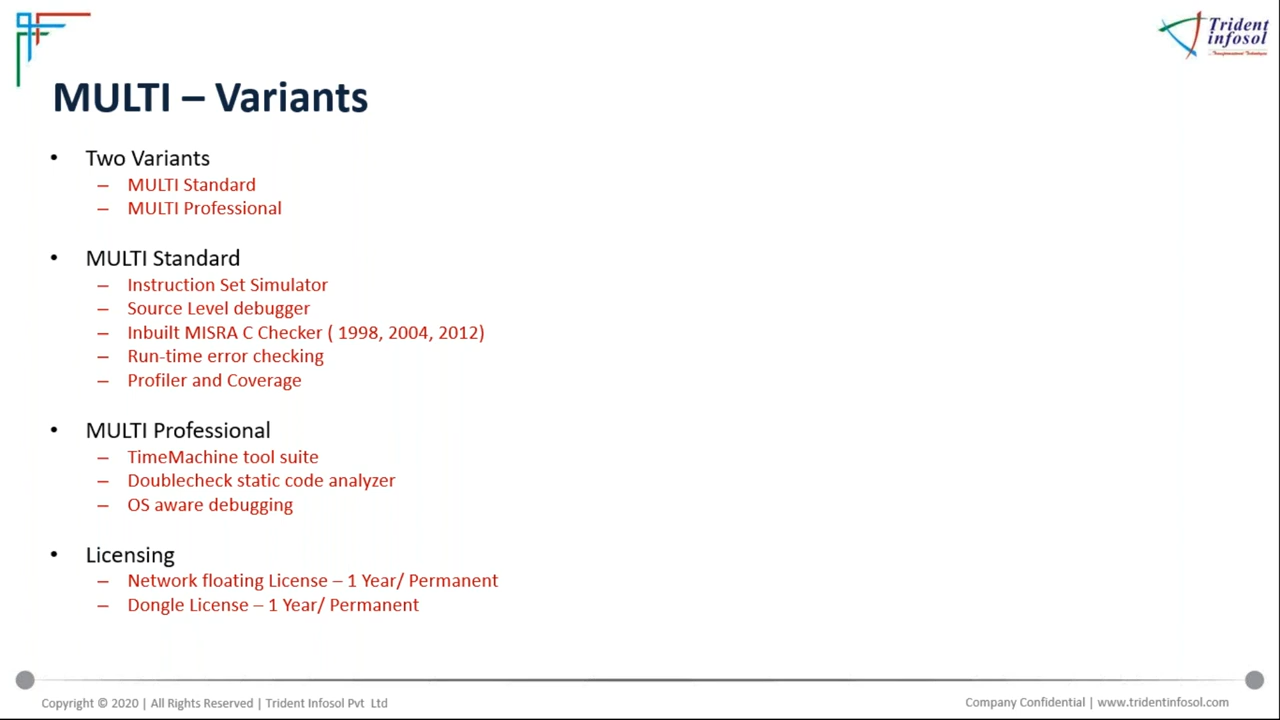 Trident
infosol
MULTI – Variants
• Two Variants
– MULTI Standard
– MULTI Professional
• MULTI Standard
– Instruction Set Simulator
– Source Level debugger
– Inbuilt MISRA C Checker ( 1998, 2004, 2012)
– Run-time error checking
– Profiler and Coverage
• MULTI Professional
– TimeMachine tool suite
– Doublecheck static code analyzer
– OS aware debugging
• Licensing
– Network floating License – 1 Year/ Permanent
– Dongle License – 1 Year/ Permanent
Copyright © 2020 | All Rights Reserved | Trident Infosol Pvt Ltd
Company Confidential | www.tridentinfosol.com